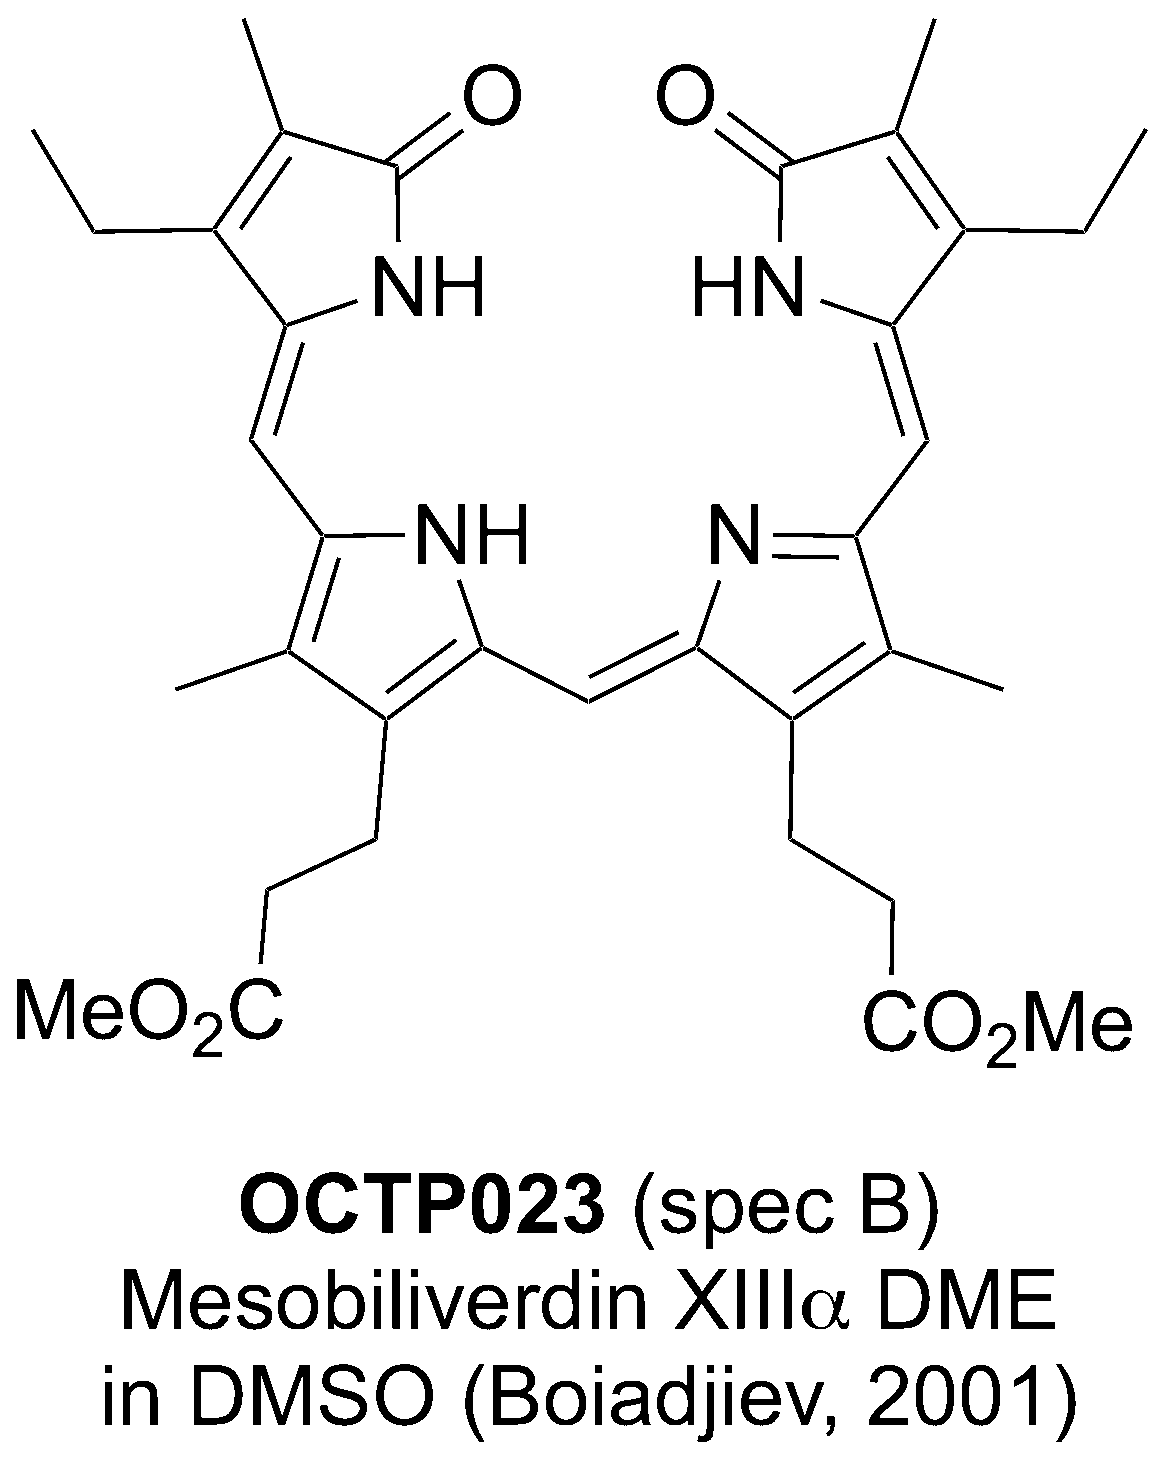 O O
NH HN
NH N
MeO₂C CO₂Me
OCTP023 (spec B)
Mesobiliverdin XIIIα DME
in DMSO (Boiadjiev, 2001)